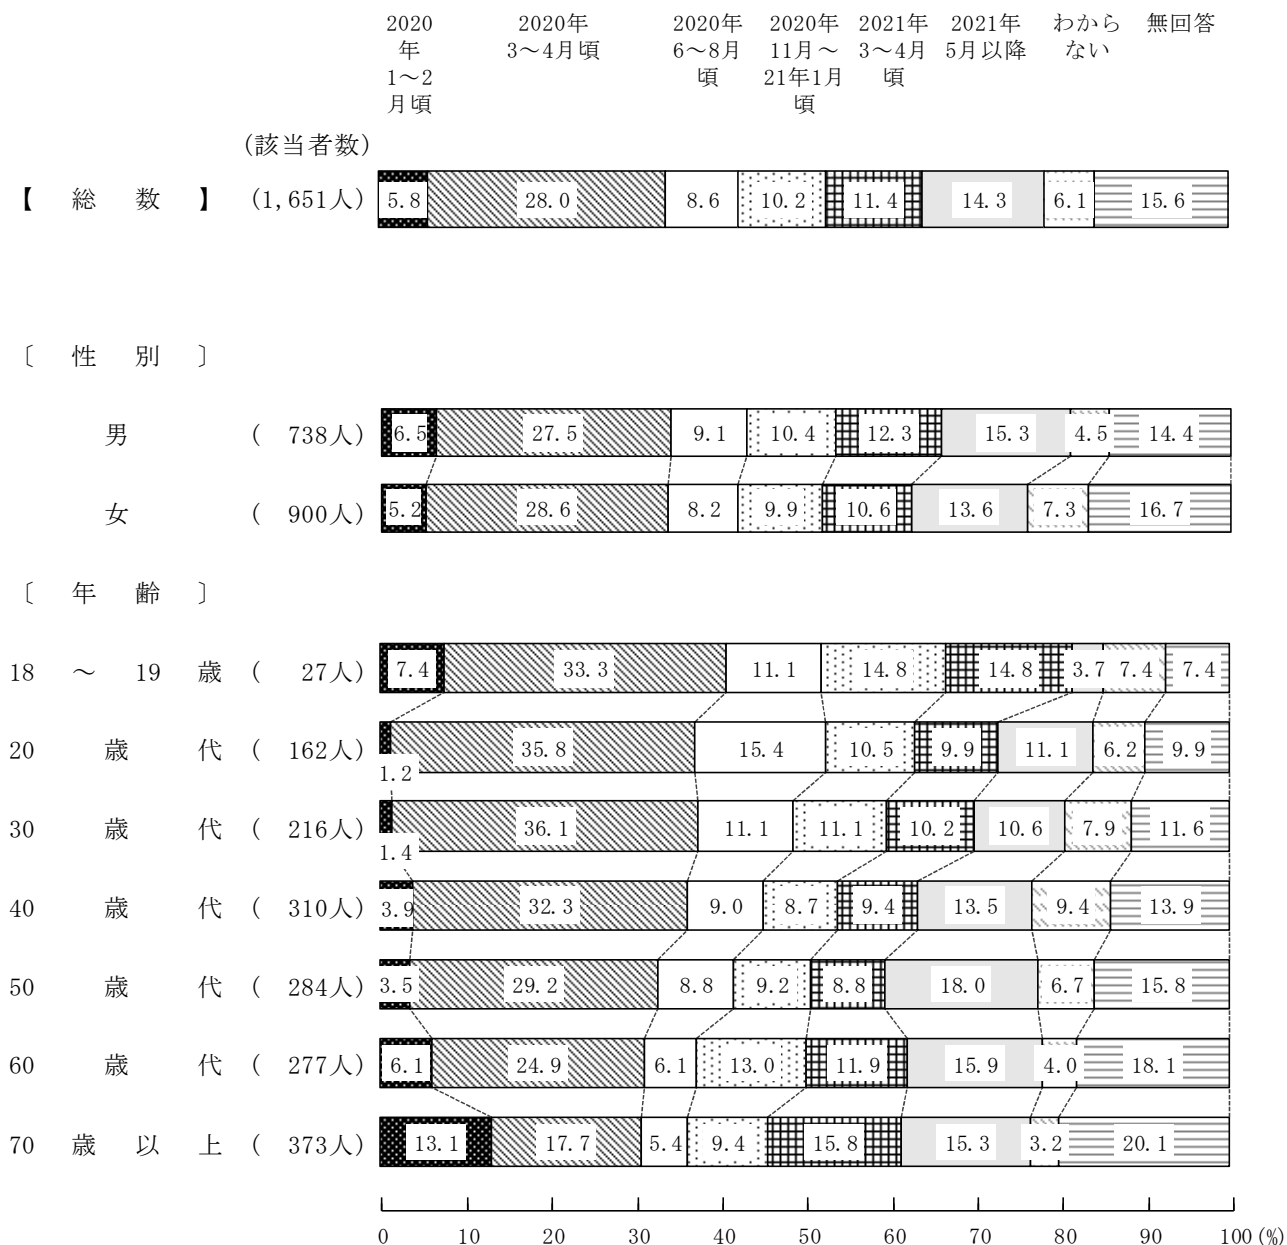 2020年 1～2月頃
2020年 3～4月頃
2020年 6～8月頃
2020年 11月～21年1月頃
2021年 3～4月頃
2021年 5月以降
わからない
無回答
(該当者数)
【 総 数 】 (1,651人) 5.8 28.0 8.6 10.2 11.4 14.3 6.1 15.6
〔 性 別 〕
男 ( 738人) 6.5 27.5 9.1 10.4 12.3 15.3 4.5 14.4
女 ( 900人) 5.2 28.6 8.2 9.9 10.6 13.6 7.3 16.7
〔 年 齢 〕
18 ～ 19 歳 ( 27人) 7.4 33.3 11.1 14.8 14.8 3.7 7.4 7.4
20 歳 代 ( 162人) 1.2 35.8 15.4 10.5 9.9 11.1 6.2 9.9
30 歳 代 ( 216人) 1.4 36.1 11.1 11.1 10.2 10.6 7.9 11.6
40 歳 代 ( 310人) 3.9 32.3 9.0 8.7 9.4 13.5 9.4 13.9
50 歳 代 ( 284人) 3.5 29.2 8.8 9.2 8.8 18.0 6.7 15.8
60 歳 代 ( 277人) 6.1 24.9 6.1 13.0 11.9 15.9 4.0 18.1
70 歳 以 上 ( 373人) 13.1 17.7 5.4 9.4 15.8 15.3 3.2 20.1
0 10 20 30 40 50 60 70 80 90 100 (%)